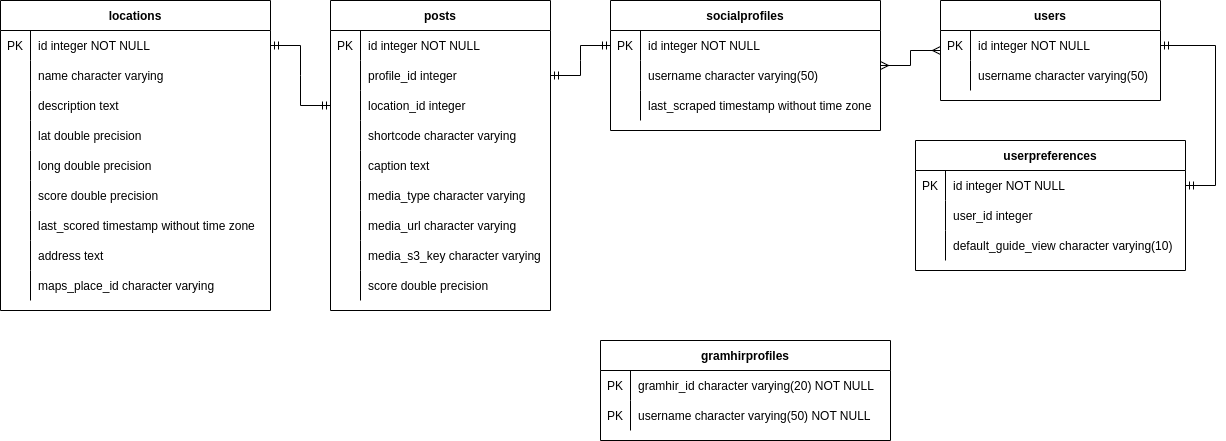 locations
PK id integer NOT NULL
name character varying
description text
lat double precision
long double precision
score double precision
last_scored timestamp without time zone
address text
maps_place_id character varying
posts
PK id integer NOT NULL
profile_id integer
location_id integer
shortcode character varying
caption text
media_type character varying
media_url character varying
media_s3_key character varying
score double precision
socialprofiles
PK id integer NOT NULL
username character varying(50)
last_scraped timestamp without time zone
users
PK id integer NOT NULL
username character varying(50)
userpreferences
PK id integer NOT NULL
user_id integer
default_guide_view character varying(10)
gramhirprofiles
PK gramhir_id character varying(20) NOT NULL
PK username character varying(50) NOT NULL